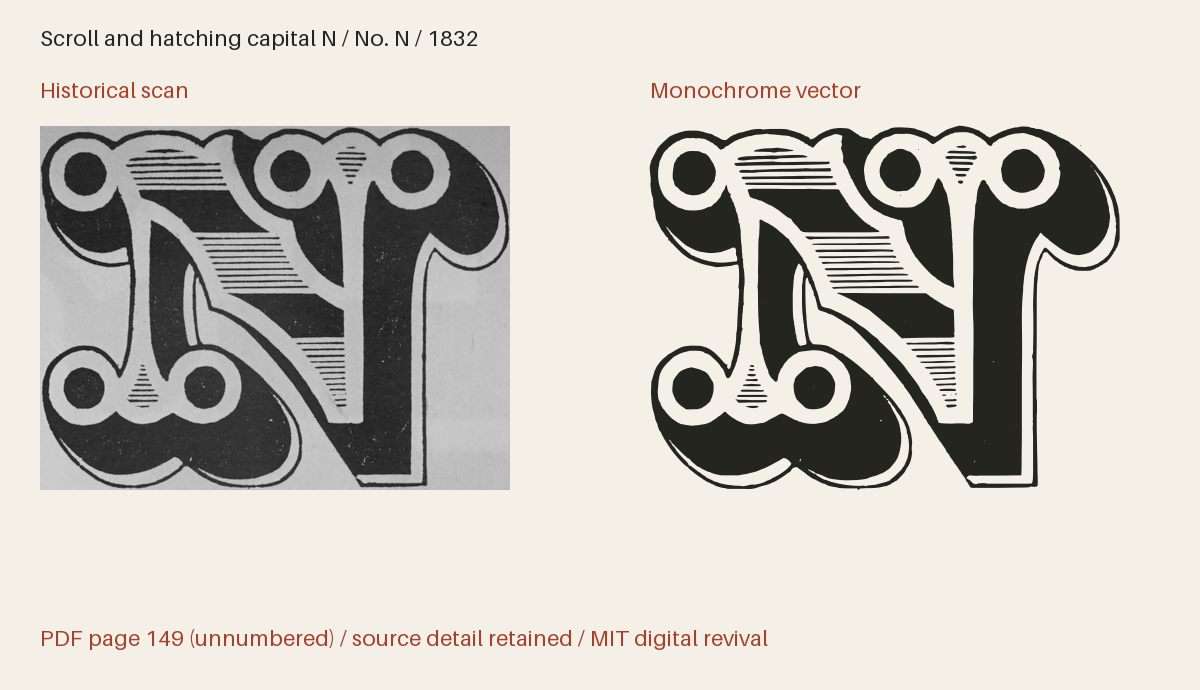 Scroll and hatching capital N / No. N / 1832
Historical scan
Monochrome vector
N
N
PDF page 149 (unnumbered) / source detail retained / MIT digital revival